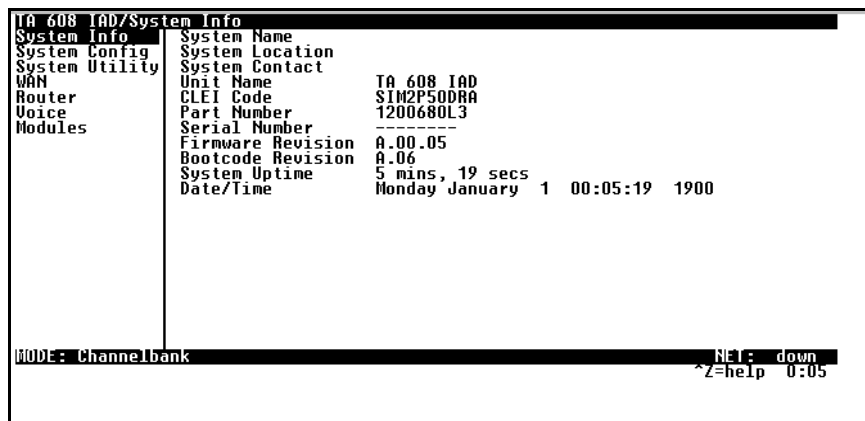 TA 608 IAD/System Info
System Info System Name
System Config System Location
System Utility System Contact
WAN Unit Name TA 608 IAD
Router CLEI Code SIM2P50DRA
Voice Part Number 1200680L3
Modules Serial Number --------
Firmware Revision A.00.05
Bootcode Revision A.06
System Uptime 5 mins, 19 secs
Date/Time Monday January 1 00:05:19 1900
MODE: Channelbank NET: down
^Z=help 0:05